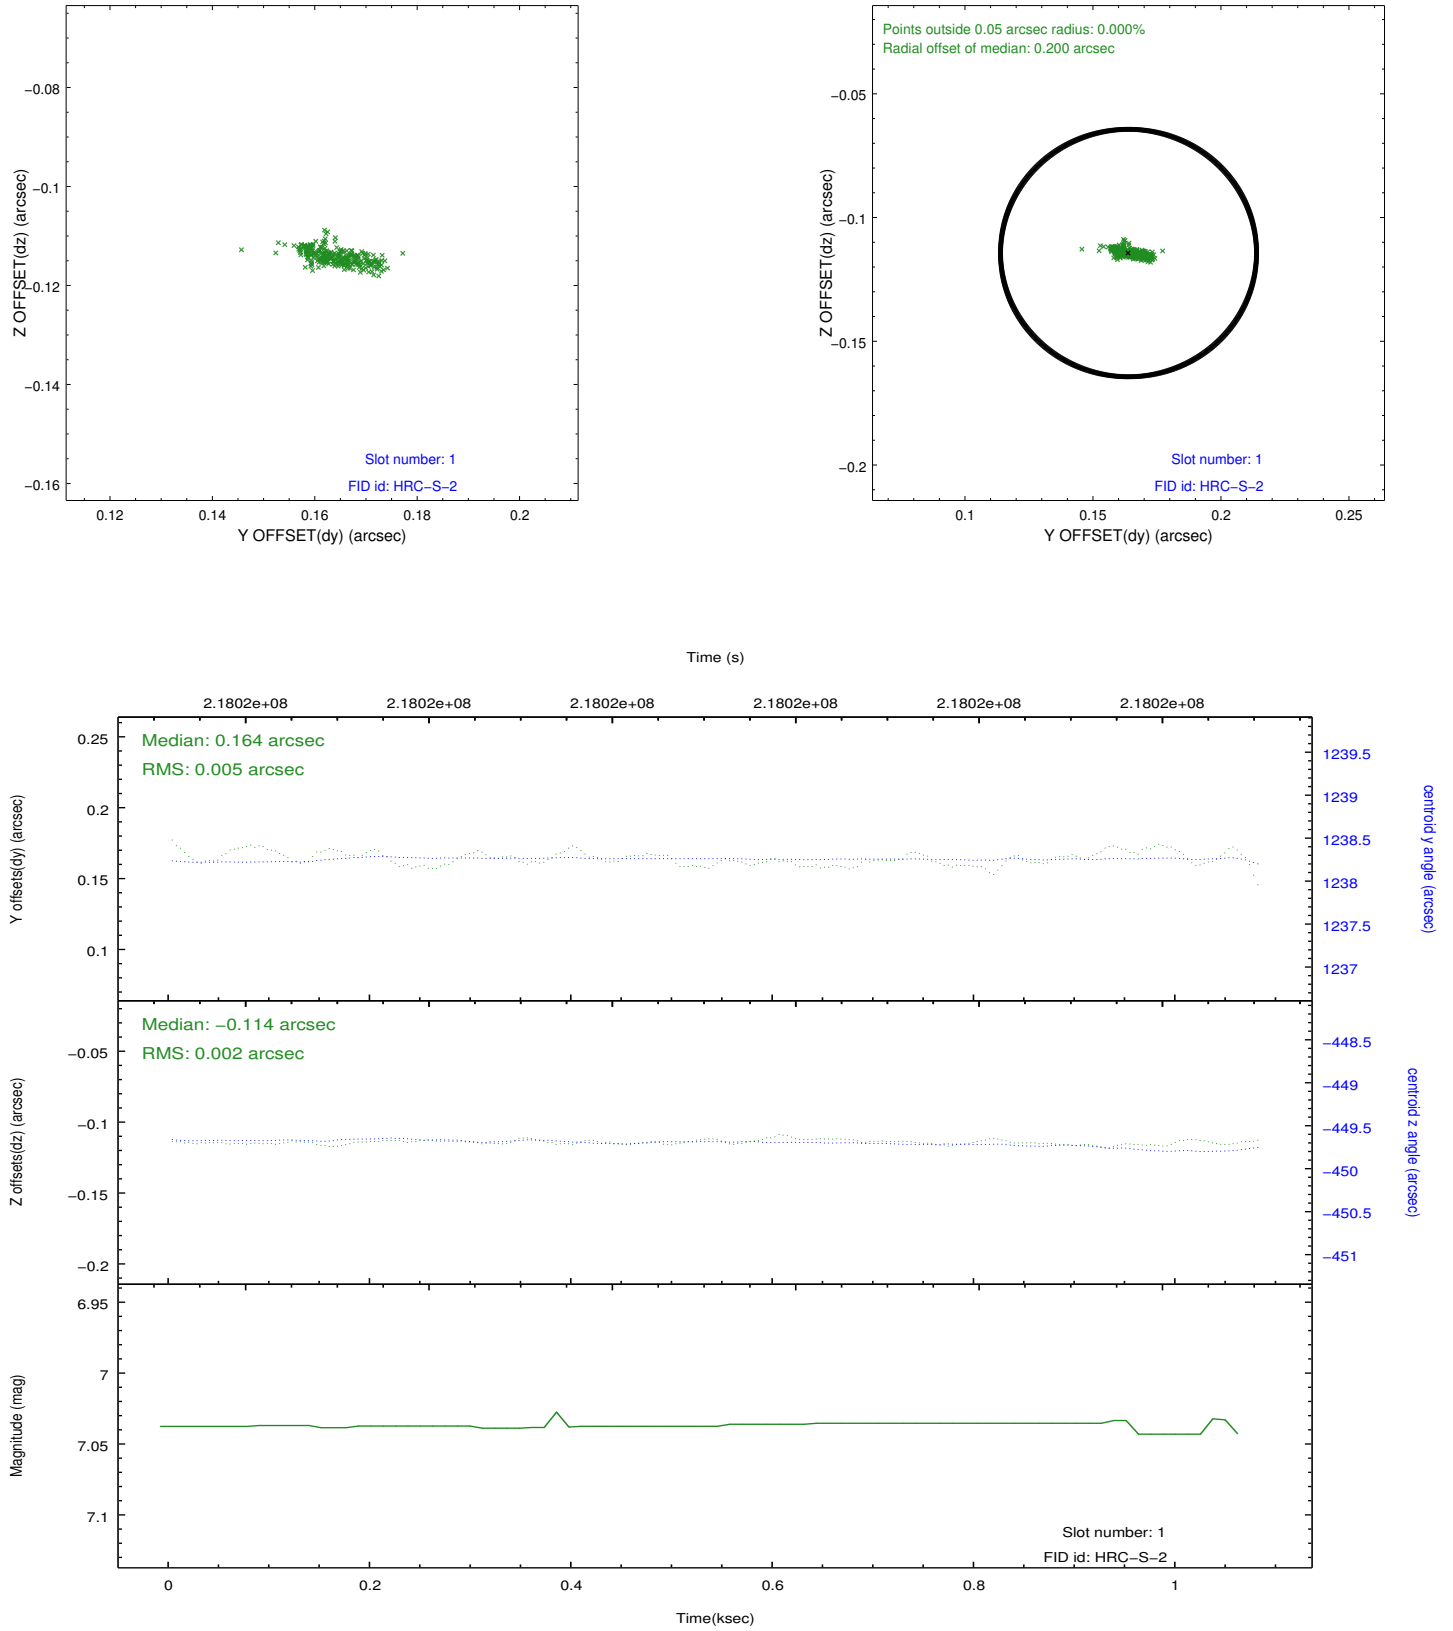 −0.08
−0.1
−0.12
−0.14
−0.16
Z OFFSET(dz) (arcsec)
Slot number: 1
FID id: HRC−S−2
0.12 0.14 0.16 0.18 0.2
Y OFFSET(dy) (arcsec)
Points outside 0.05 arcsec radius: 0.000%
Radial offset of median: 0.200 arcsec
−0.05
−0.1
−0.15
−0.2
Z OFFSET(dz) (arcsec)
Slot number: 1
FID id: HRC−S−2
0.1 0.15 0.2 0.25
Y OFFSET(dy) (arcsec)
Time (s)
2.1802e+08 2.1802e+08 2.1802e+08 2.1802e+08 2.1802e+08 2.1802e+08
Median: 0.164 arcsec
RMS: 0.005 arcsec
0.25
0.2
0.15
0.1
Y offsets(dy) (arcsec)
1239.5
1239
1238.5
1238
1237.5
1237
centroid y angle (arcsec)
Median: −0.114 arcsec
RMS: 0.002 arcsec
−0.05
−0.1
−0.15
−0.2
Z offsets(dz) (arcsec)
−448.5
−449
−449.5
−450
−450.5
−451
centroid z angle (arcsec)
6.95
7
7.05
7.1
Magnitude (mag)
Slot number: 1
FID id: HRC−S−2
0 0.2 0.4 0.6 0.8 1
Time(ksec)